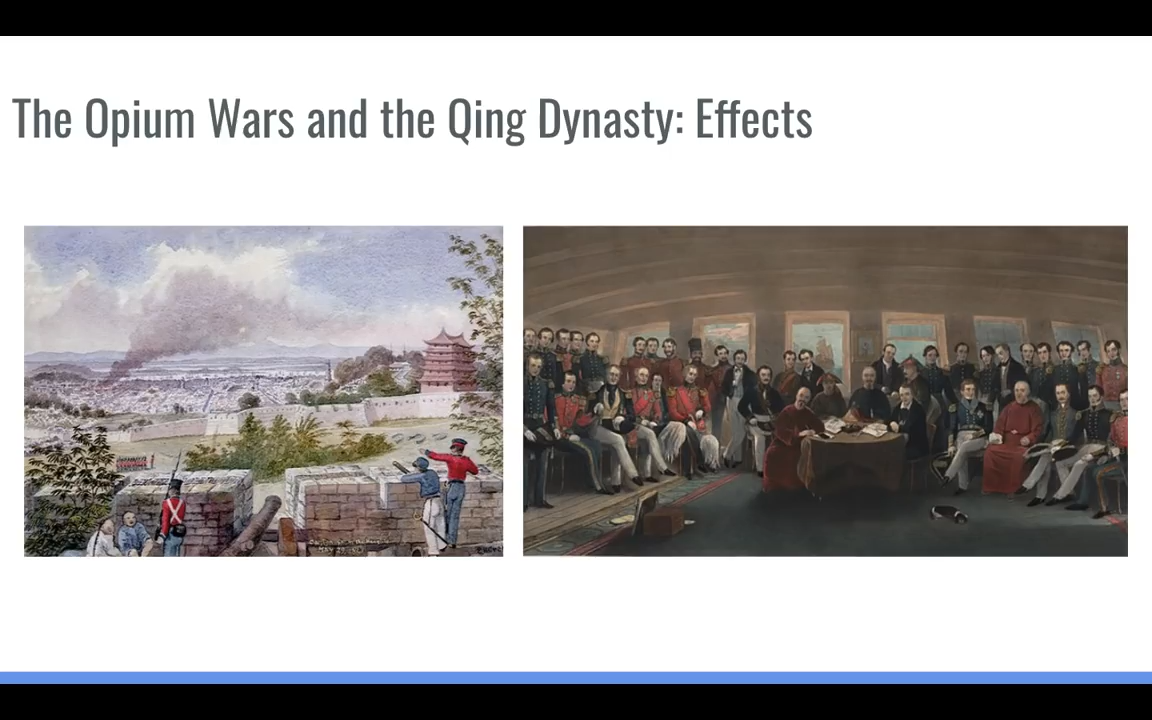 The Opium Wars and the Qing Dynasty: Effects